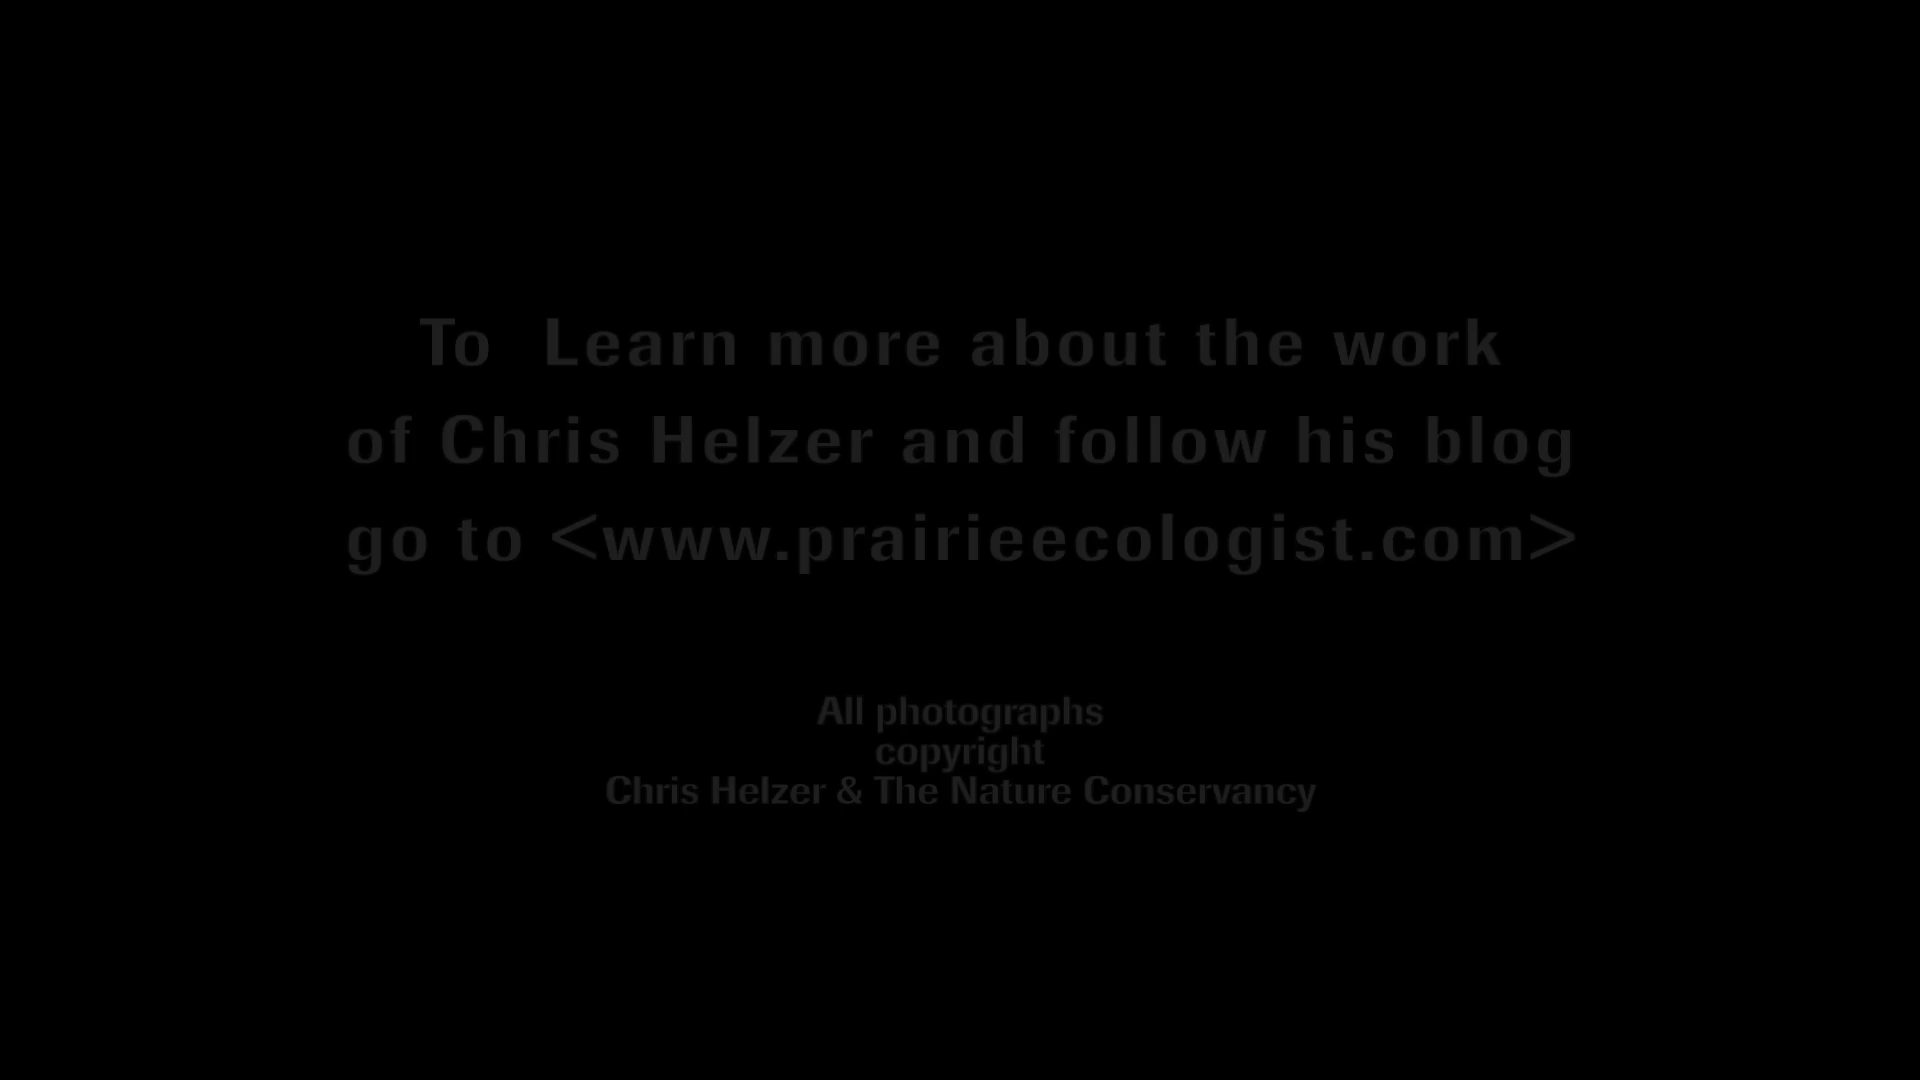 To  Learn more about the work
of Chris Helzer and follow his blog
go to <www.prairieecologist.com>
All photographs
copyright
Chris Helzer & The Nature Conservancy